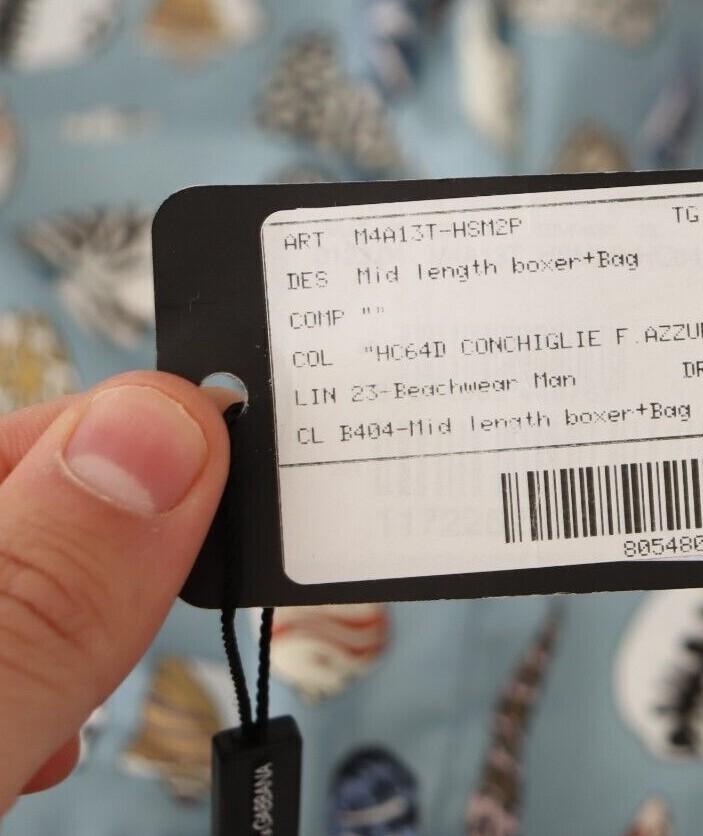 ART M4A13T-HSM2P TG
DES Mid length boxer+Bag
COMP ""
COL "HC64D CONCHIGLIE F.AZZU
DR
LIN 23-Beachwear Man
CL B404-Mid length boxer+Bag
805480
GABBANA